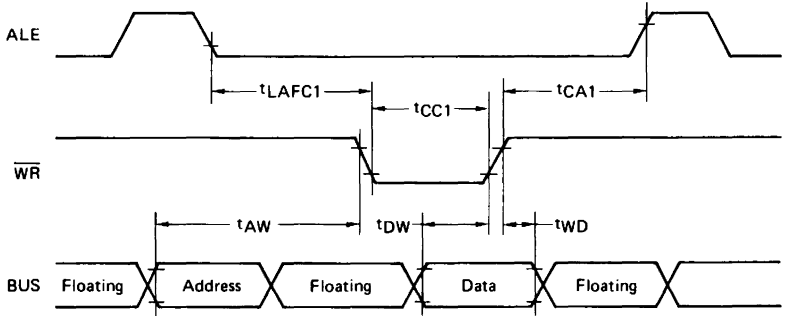 ALE
tLAFC1
tCC1
tCA1
WR
tAW
tDW
tWD
BUS Floating Address Floating Data Floating